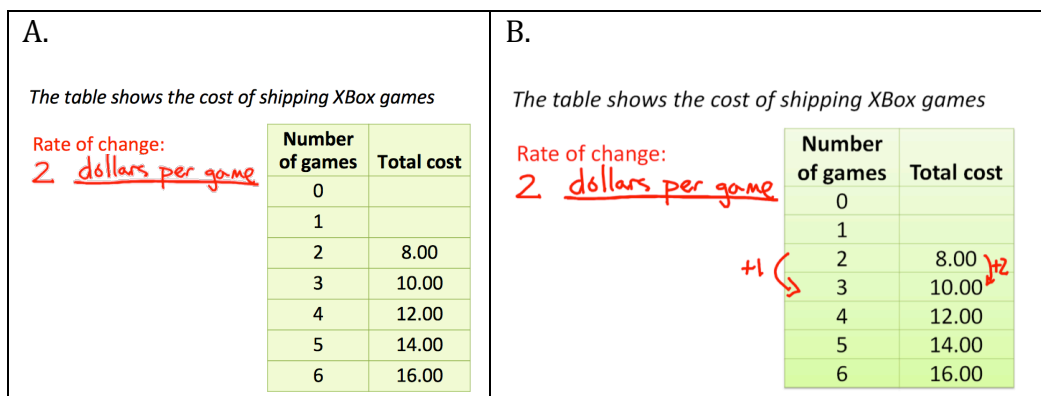 A.
The table shows the cost of shipping XBox games
Rate of change:
2 dollars per game
Number of games Total cost
0
1
2 8.00
3 10.00
4 12.00
5 14.00
6 16.00
B.
The table shows the cost of shipping XBox games
Rate of change:
2 dollars per game
Number of games Total cost
0
1
+1 2 8.00 +2
3 10.00
4 12.00
5 14.00
6 16.00